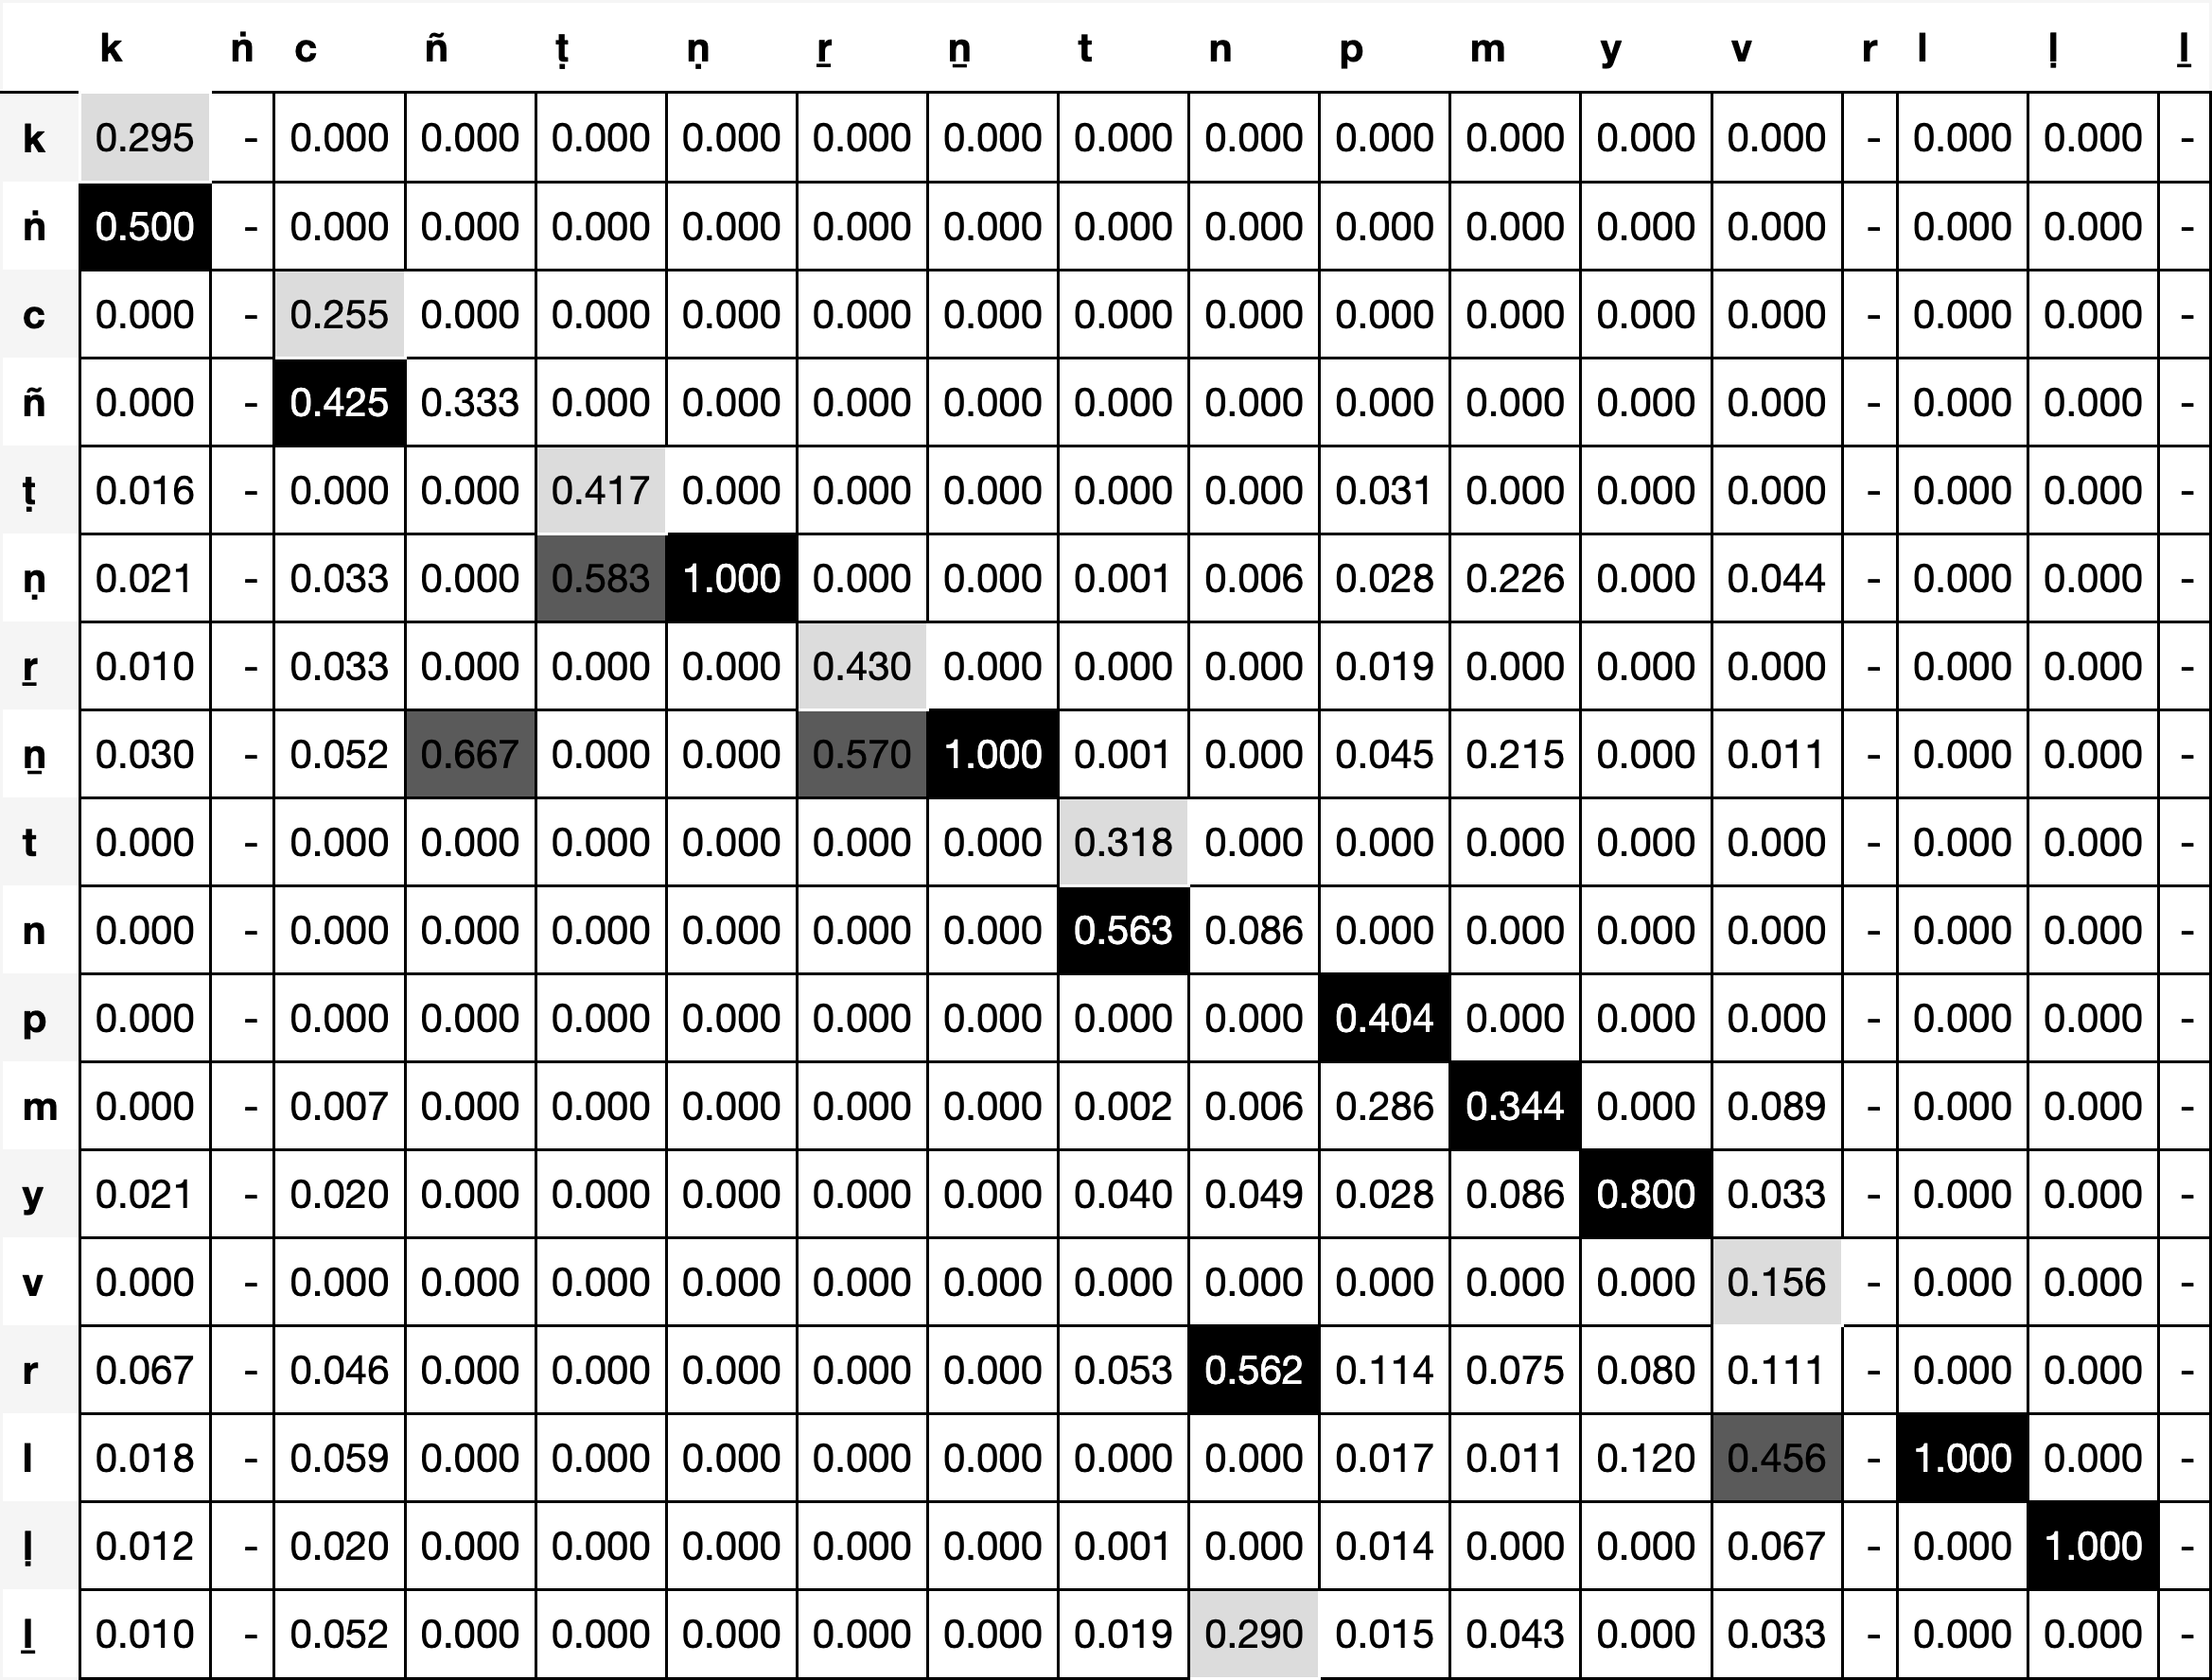 k ṅ c ñ ṭ ṇ ṟ ṉ t n p m y v r l ḷ ḻ
k 0.295 - 0.000 0.000 0.000 0.000 0.000 0.000 0.000 0.000 0.000 0.000 0.000 0.000 - 0.000 0.000 -
ṅ 0.500 - 0.000 0.000 0.000 0.000 0.000 0.000 0.000 0.000 0.000 0.000 0.000 0.000 - 0.000 0.000 -
c 0.000 - 0.255 0.000 0.000 0.000 0.000 0.000 0.000 0.000 0.000 0.000 0.000 0.000 - 0.000 0.000 -
ñ 0.000 - 0.425 0.333 0.000 0.000 0.000 0.000 0.000 0.000 0.000 0.000 0.000 0.000 - 0.000 0.000 -
ṭ 0.016 - 0.000 0.000 0.417 0.000 0.000 0.000 0.000 0.000 0.031 0.000 0.000 0.000 - 0.000 0.000 -
ṇ 0.021 - 0.033 0.000 0.583 1.000 0.000 0.000 0.001 0.006 0.028 0.226 0.000 0.044 - 0.000 0.000 -
ṟ 0.010 - 0.033 0.000 0.000 0.000 0.430 0.000 0.000 0.000 0.019 0.000 0.000 0.000 - 0.000 0.000 -
ṉ 0.030 - 0.052 0.667 0.000 0.000 0.570 1.000 0.001 0.000 0.045 0.215 0.000 0.011 - 0.000 0.000 -
t 0.000 - 0.000 0.000 0.000 0.000 0.000 0.000 0.318 0.000 0.000 0.000 0.000 0.000 - 0.000 0.000 -
n 0.000 - 0.000 0.000 0.000 0.000 0.000 0.000 0.563 0.086 0.000 0.000 0.000 0.000 - 0.000 0.000 -
p 0.000 - 0.000 0.000 0.000 0.000 0.000 0.000 0.000 0.000 0.404 0.000 0.000 0.000 - 0.000 0.000 -
m 0.000 - 0.007 0.000 0.000 0.000 0.000 0.000 0.002 0.006 0.286 0.344 0.000 0.089 - 0.000 0.000 -
y 0.021 - 0.020 0.000 0.000 0.000 0.000 0.000 0.040 0.049 0.028 0.086 0.800 0.033 - 0.000 0.000 -
v 0.000 - 0.000 0.000 0.000 0.000 0.000 0.000 0.000 0.000 0.000 0.000 0.000 0.156 - 0.000 0.000 -
r 0.067 - 0.046 0.000 0.000 0.000 0.000 0.000 0.053 0.562 0.114 0.075 0.080 0.111 - 0.000 0.000 -
l 0.018 - 0.059 0.000 0.000 0.000 0.000 0.000 0.000 0.000 0.017 0.011 0.120 0.456 - 1.000 0.000 -
ḷ 0.012 - 0.020 0.000 0.000 0.000 0.000 0.000 0.001 0.000 0.014 0.000 0.000 0.067 - 0.000 1.000 -
ḻ 0.010 - 0.052 0.000 0.000 0.000 0.000 0.000 0.019 0.290 0.015 0.043 0.000 0.033 - 0.000 0.000 -